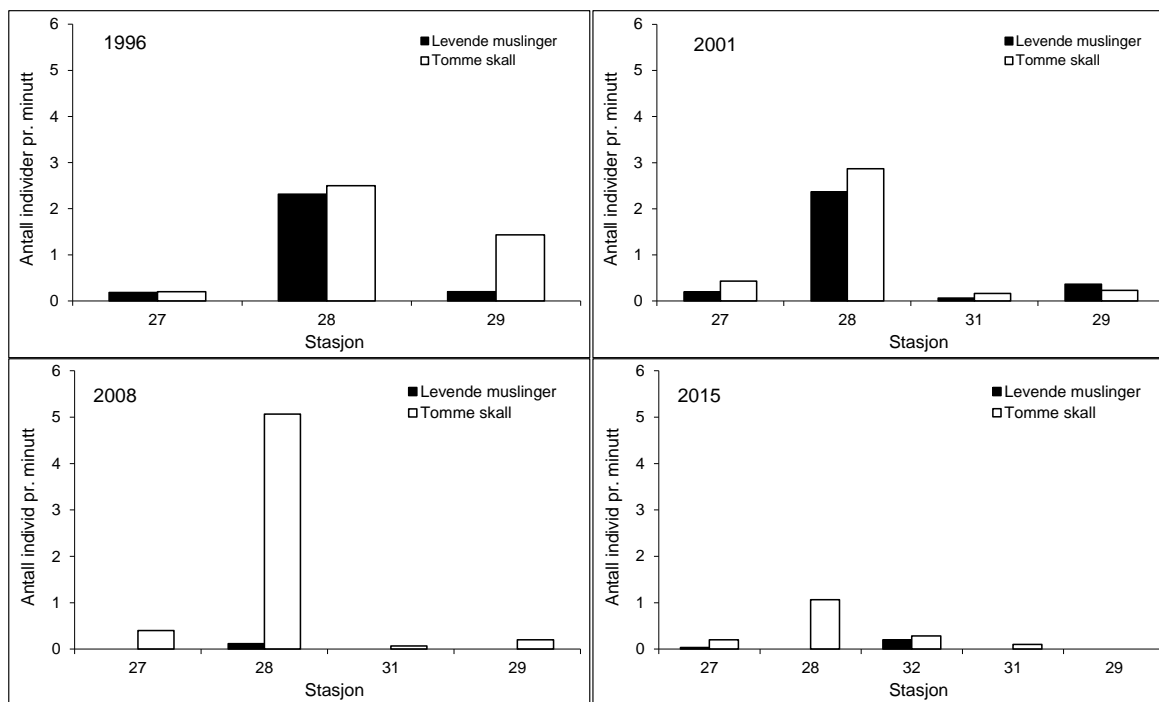 1996
Levende muslinger
Tomme skall
Antall individer pr. minutt
6
5
4
3
2
1
0
27 28 29
Stasjon
2001
Levende muslinger
Tomme skall
Antall individer pr. minutt
6
5
4
3
2
1
0
27 28 31 29
Stasjon
2008
Levende muslinger
Tomme skall
Antall individ pr. minutt
6
5
4
3
2
1
0
27 28 31 29
Stasjon
2015
Levende muslinger
Tomme skall
Antall individ pr. minutt
6
5
4
3
2
1
0
27 28 32 31 29
Stasjon